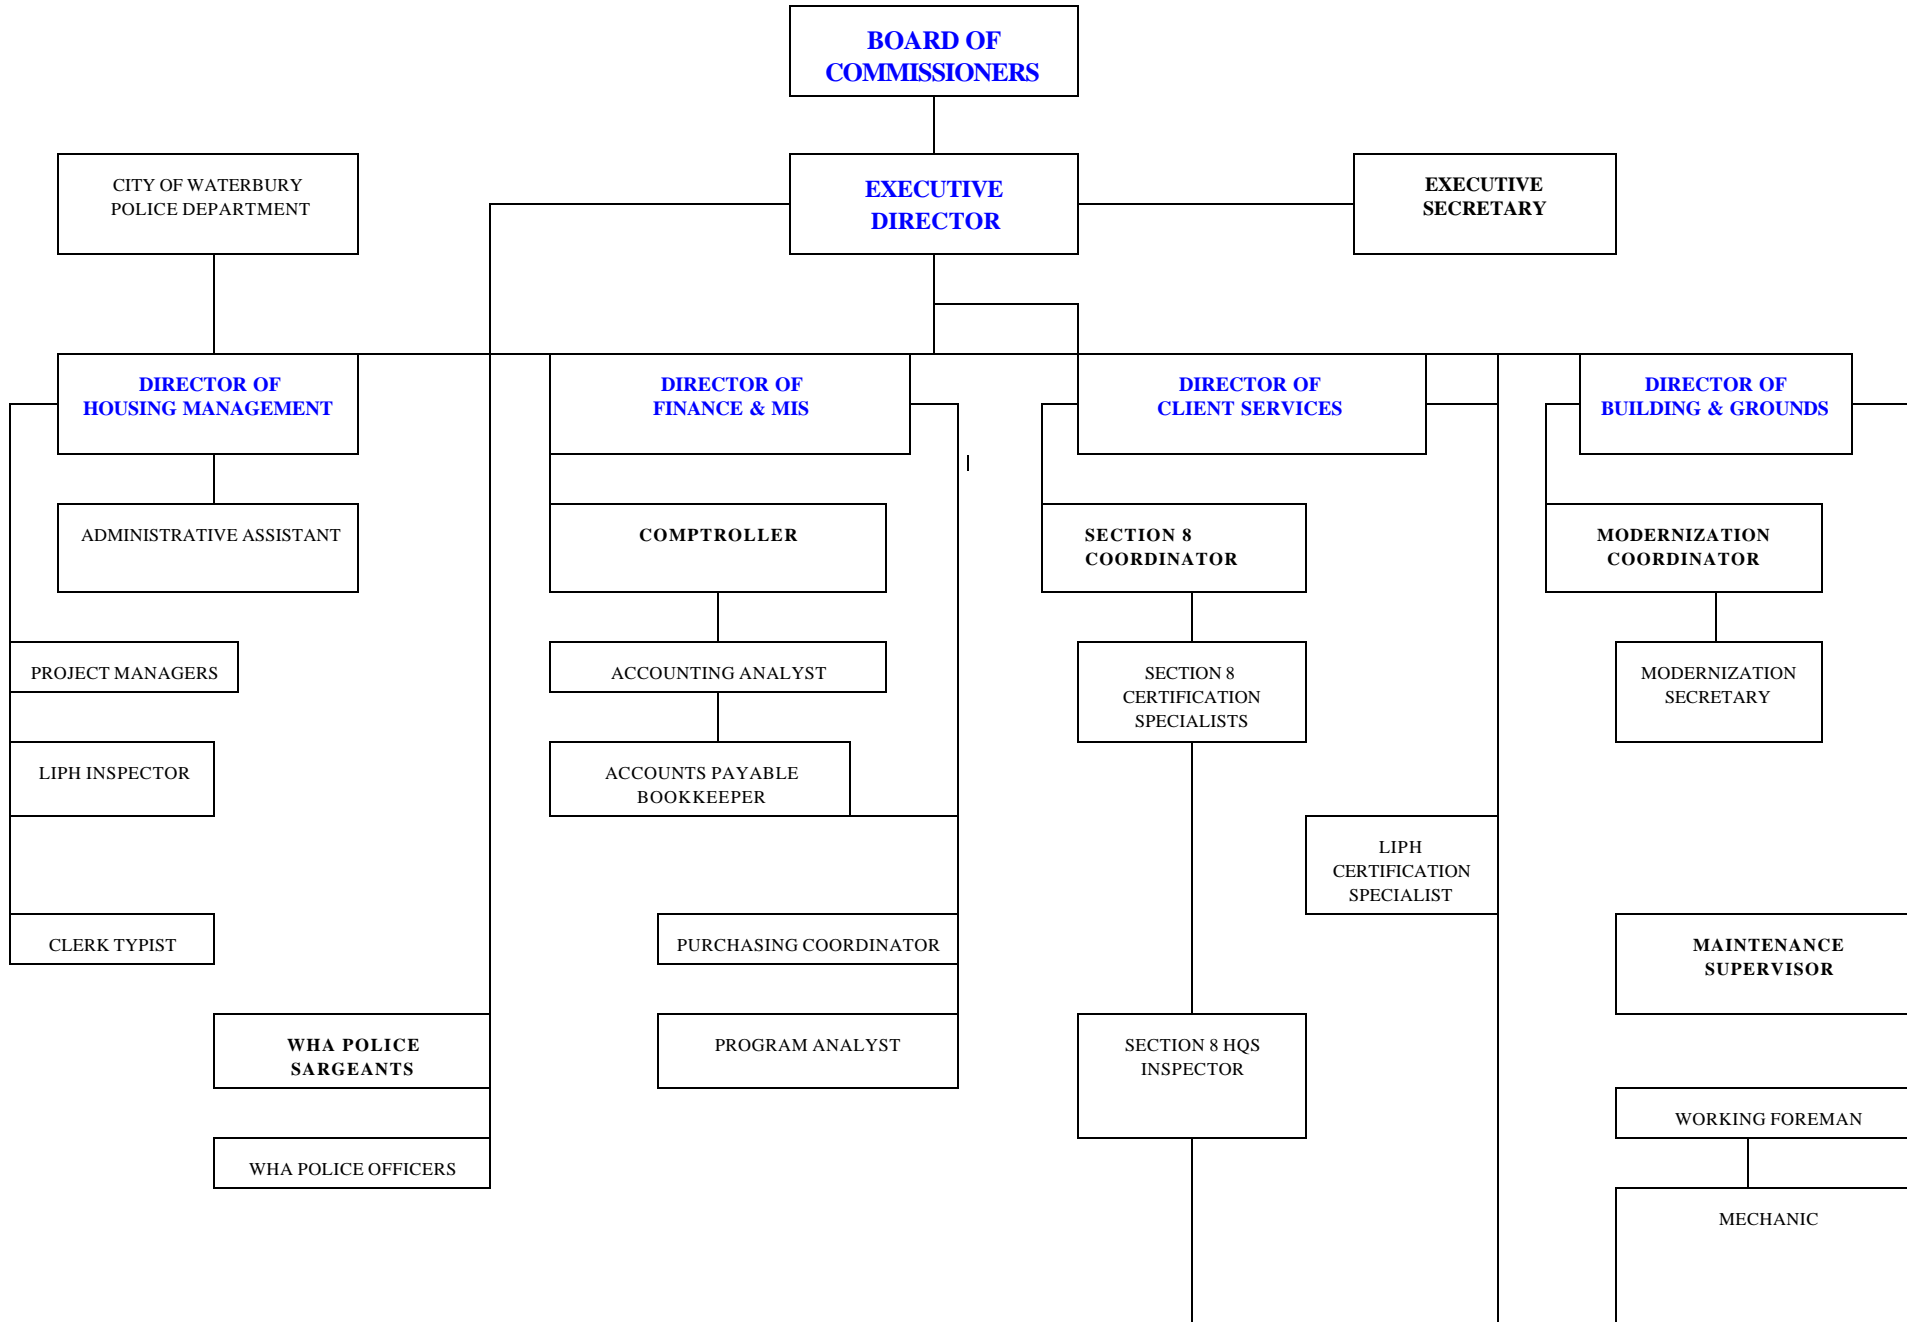 BOARD OF
COMMISSIONERS
CITY OF WATERBURY
POLICE DEPARTMENT
EXECUTIVE
DIRECTOR
EXECUTIVE
SECRETARY
DIRECTOR OF
HOUSING MANAGEMENT
DIRECTOR OF
FINANCE & MIS
DIRECTOR OF
CLIENT SERVICES
DIRECTOR OF
BUILDING & GROUNDS
ADMINISTRATIVE ASSISTANT
COMPTROLLER
SECTION 8
COORDINATOR
MODERNIZATION
COORDINATOR
PROJECT MANAGERS
ACCOUNTING ANALYST
SECTION 8
CERTIFICATION
SPECIALISTS
MODERNIZATION
SECRETARY
LIPH INSPECTOR
ACCOUNTS PAYABLE
BOOKKEEPER
LIPH
CERTIFICATION
SPECIALIST
CLERK TYPIST
PURCHASING COORDINATOR
MAINTENANCE
SUPERVISOR
WHA POLICE
SARGEANTS
PROGRAM ANALYST
SECTION 8 HQS
INSPECTOR
WORKING FOREMAN
WHA POLICE OFFICERS
MECHANIC